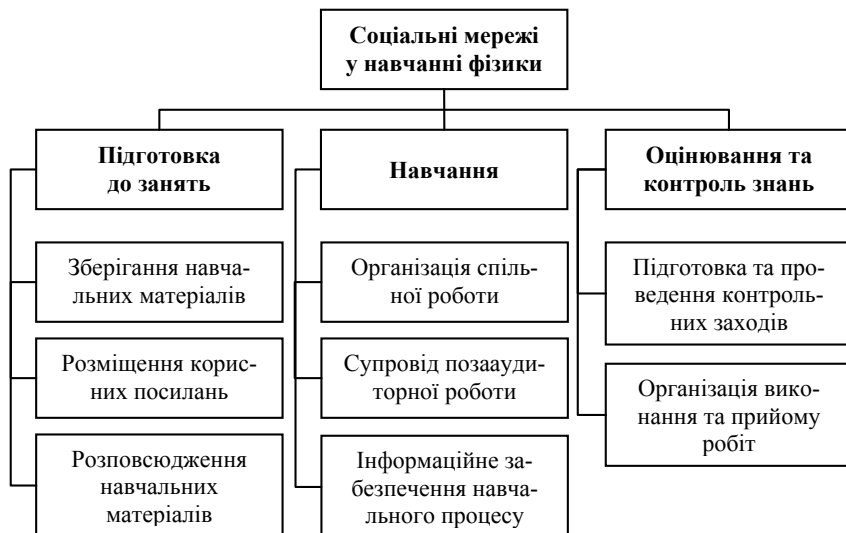 Соціальні мережі
у навчанні фізики
Підготовка
до занять
Зберігання навча-
льних матеріалів
Розміщення корис-
них посилань
Розповсюдження
навчальних
матеріалів
Навчання
Організація спіль-
ної роботи
Супровід позаауди-
торної роботи
Інформаційне за-
безпечення навча-
льного процесу
Оцінювання та
контроль знань
Підготовка та про-
ведення контроль-
них заходів
Організація вико-
нання та прийому
робіт